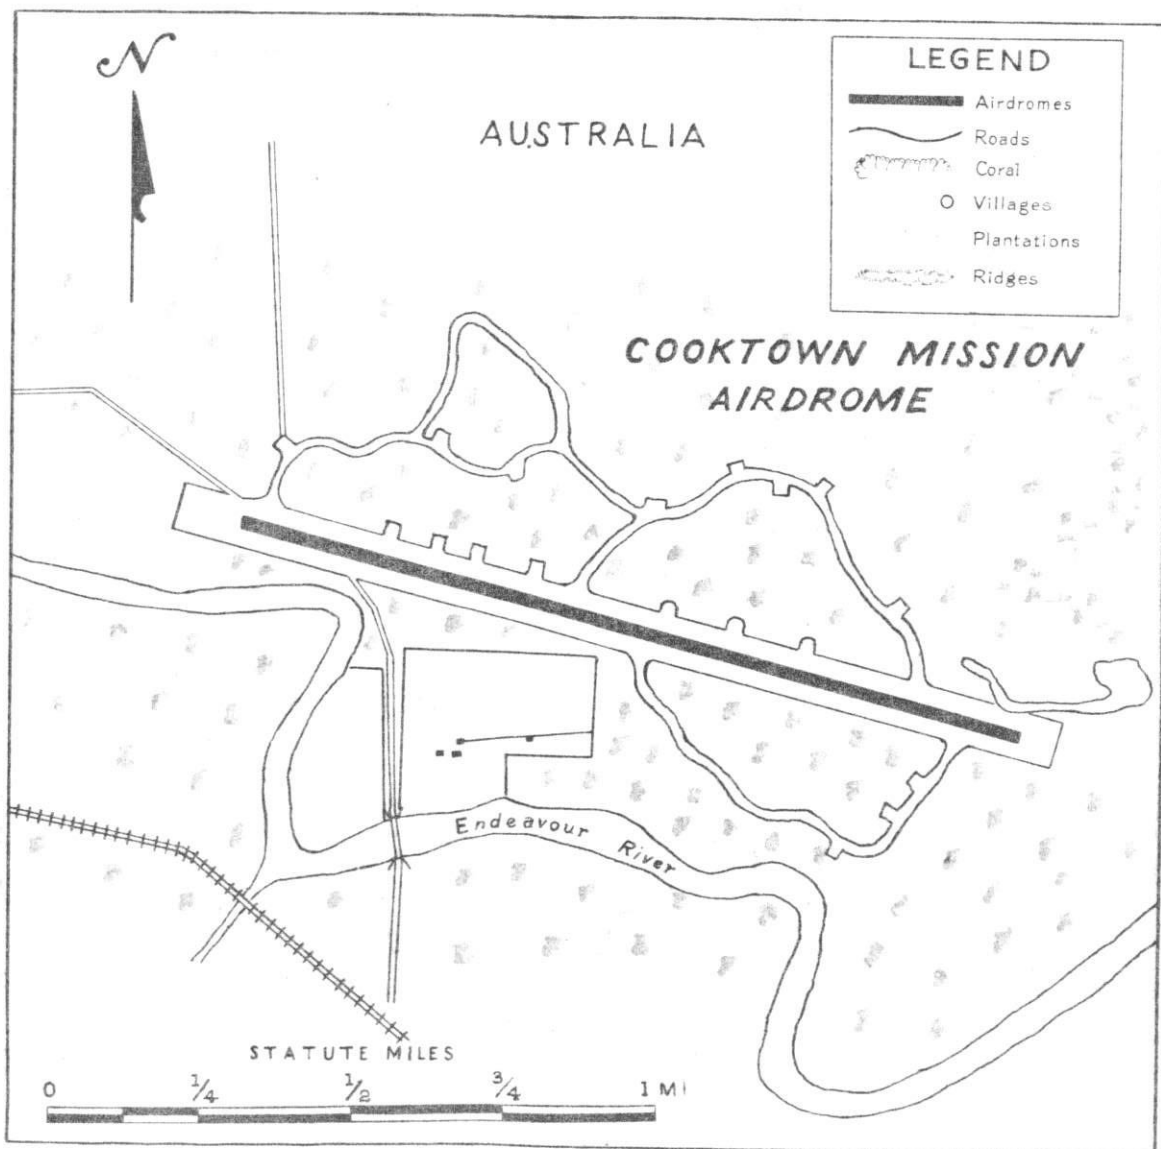 N
AUSTRALIA
LEGEND
Airdromes
Roads
Coral
Villages
Plantations
Ridges
COOKTOWN MISSION
AIRDROME
Endeavour
River
STATUTE MILES
0 1/4 1/2 3/4 1 MI